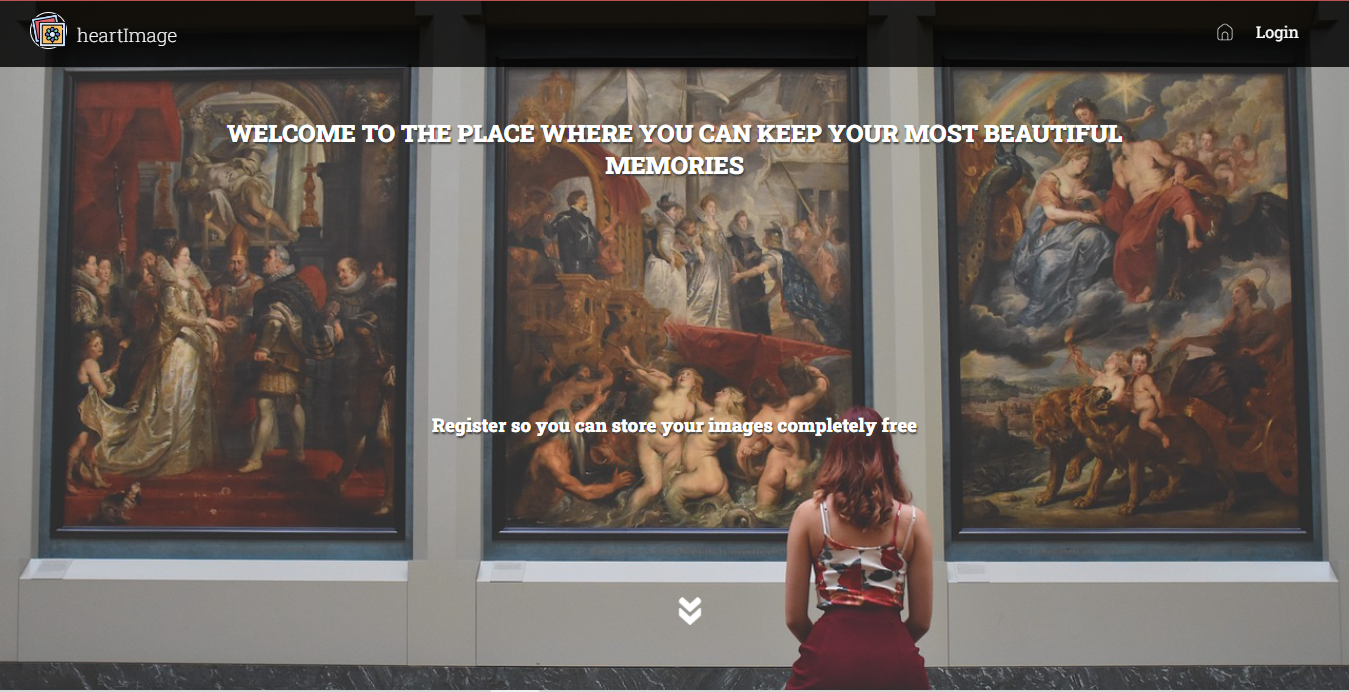 heartImage
Login
WELCOME TO THE PLACE WHERE YOU CAN KEEP YOUR MOST BEAUTIFUL
MEMORIES
Register so you can store your images completely free